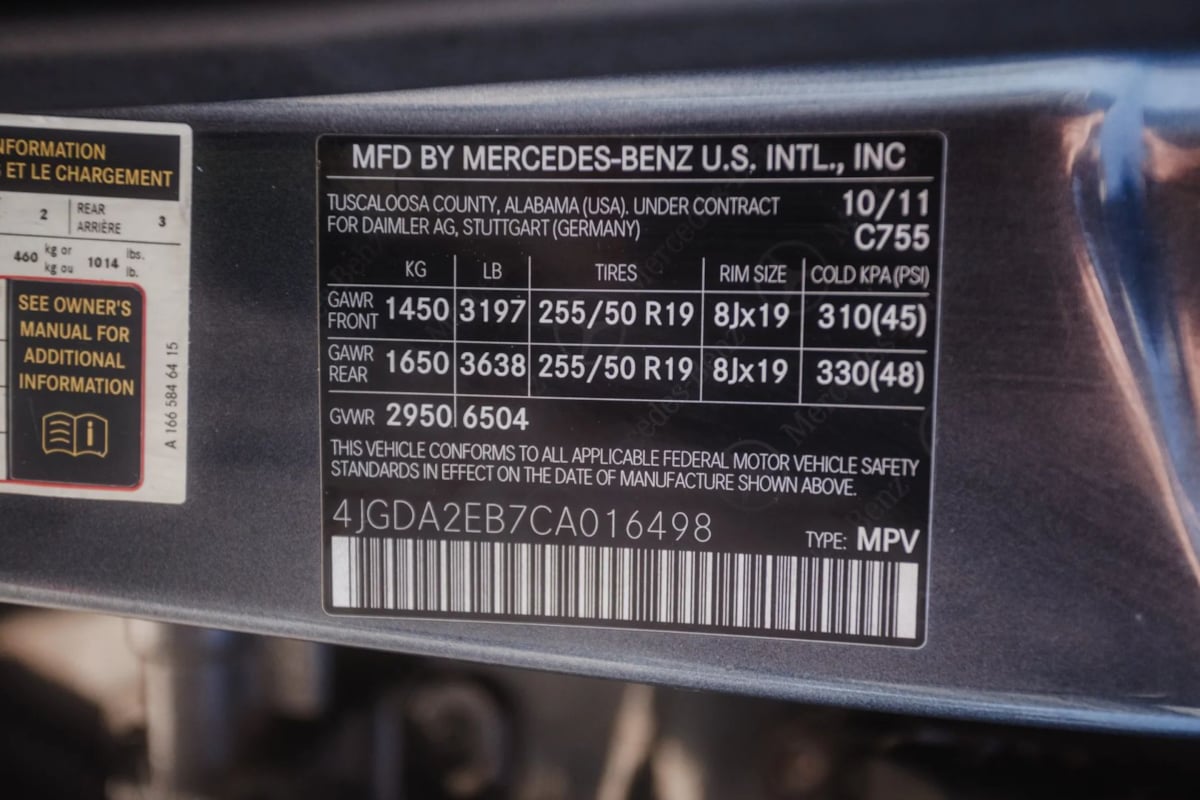 NFORMATION
ET LE CHARGEMENT
2 REAR ARRIÈRE 3
460 kg or kg ou 1014 lbs. lb.
SEE OWNER'S
MANUAL FOR
ADDITIONAL
INFORMATION
i
A 166 584 64 15
MFD BY MERCEDES-BENZ U.S. INTL., INC
TUSCALOOSA COUNTY, ALABAMA (USA). UNDER CONTRACT 10/11
FOR DAIMLER AG, STUTTGART (GERMANY) C755
KG LB TIRES RIM SIZE COLD KPA(PSI)
GAWR FRONT 1450 3197 255/50 R19 8Jx19 310(45)
GAWR REAR 1650 3638 255/50 R19 8Jx19 330(48)
GVWR 2950 6504
THIS VEHICLE CONFORMS TO ALL APPLICABLE FEDERAL MOTOR VEHICLE SAFETY
STANDARDS IN EFFECT ON THE DATE OF MANUFACTURE SHOWN ABOVE.
4JGDA2EB7CA016498
TYPE: MPV